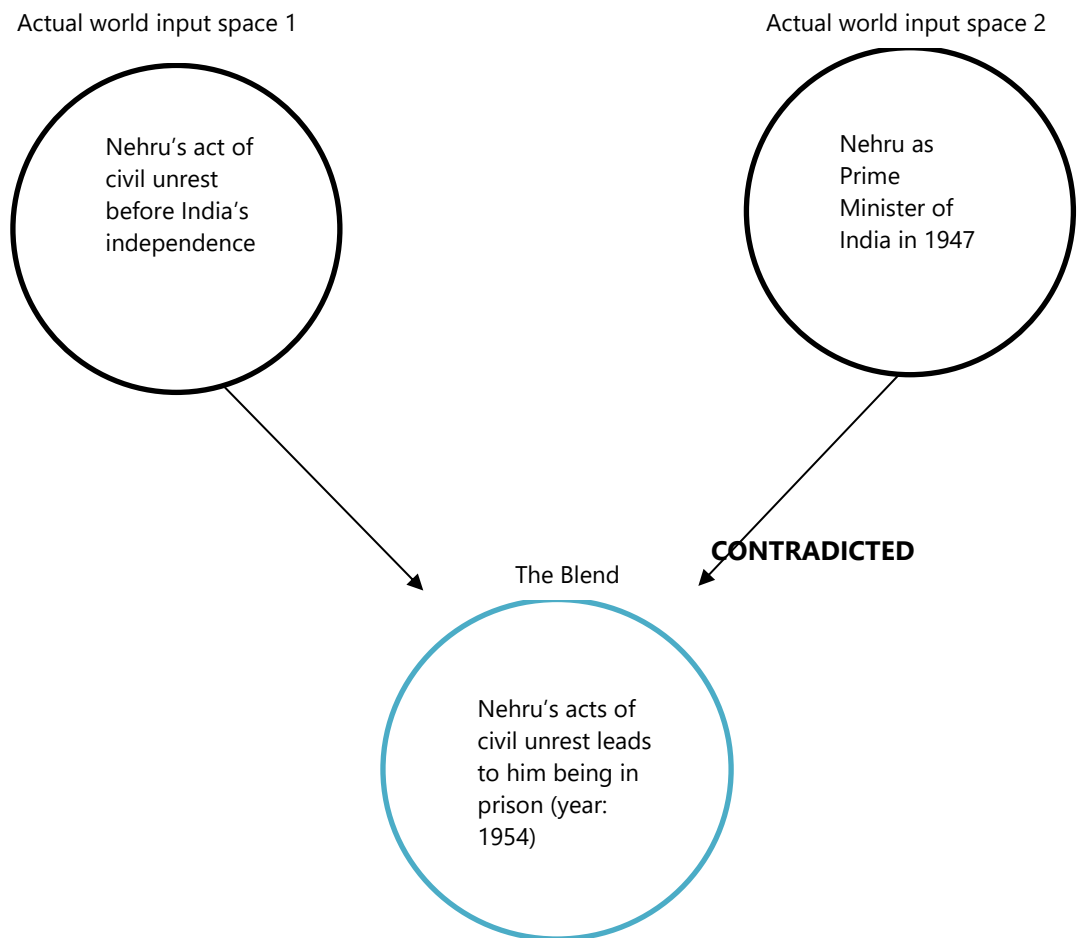 Actual world input space 1
Actual world input space 2
Nehru’s act of
civil unrest
before India’s
independence
Nehru as
Prime
Minister of
India in 1947
CONTRADICTED
The Blend
Nehru’s acts of
civil unrest leads
to him being in
prison (year:
1954)